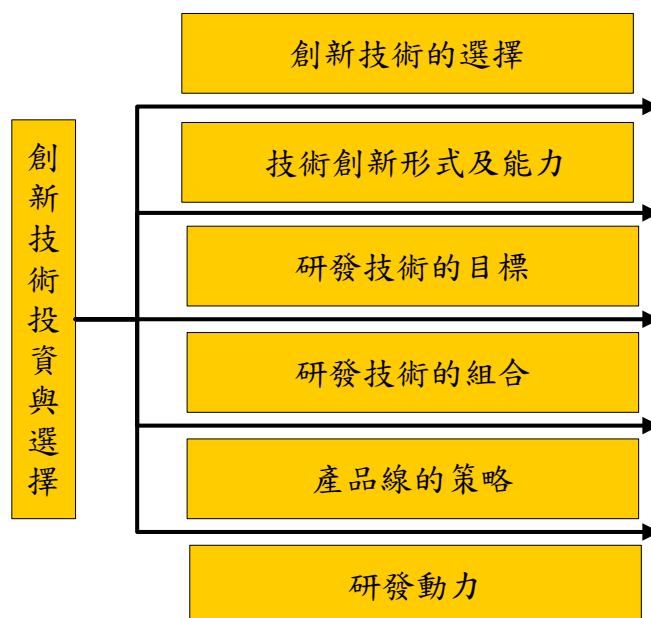 創新技術投資與選擇
創新技術的選擇
技術創新形式及能力
研發技術的目標
研發技術的組合
產品線的策略
研發動力